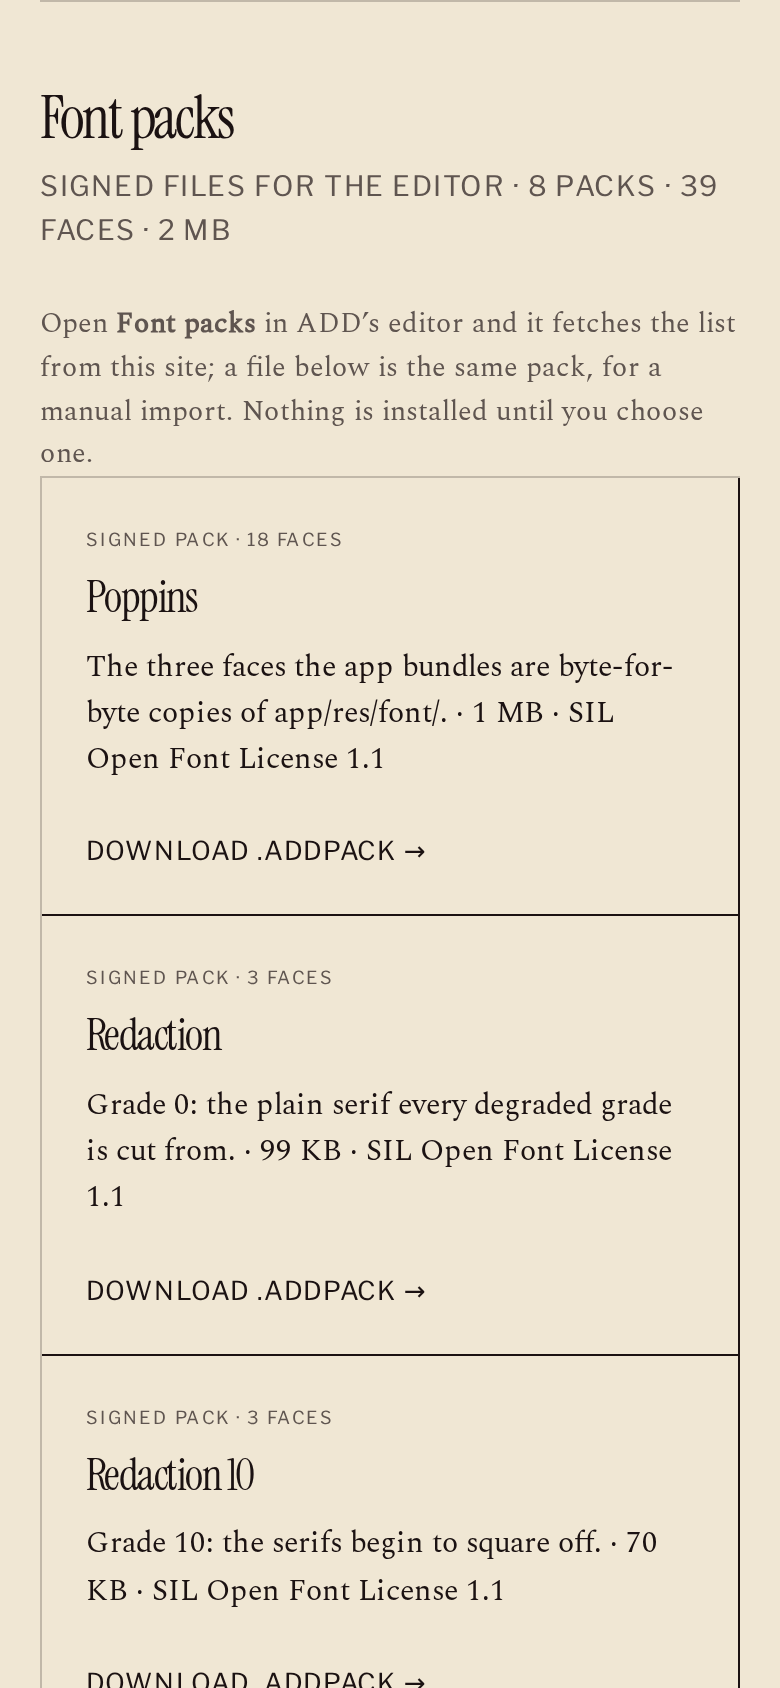 Font packs
SIGNED FILES FOR THE EDITOR · 8 PACKS · 39
FACES · 2 MB
Open Font packs in ADD’s editor and it fetches the list
from this site; a file below is the same pack, for a
manual import. Nothing is installed until you choose
one.
SIGNED PACK · 18 FACES
Poppins
The three faces the app bundles are byte-for-
byte copies of app/res/font/. · 1 MB · SIL
Open Font License 1.1
DOWNLOAD .ADDPACK →
SIGNED PACK · 3 FACES
Redaction
Grade 0: the plain serif every degraded grade
is cut from. · 99 KB · SIL Open Font License
1.1
DOWNLOAD .ADDPACK →
SIGNED PACK · 3 FACES
Redaction 10
Grade 10: the serifs begin to square off. · 70
KB · SIL Open Font License 1.1
DOWNLOAD .ADDPACK →